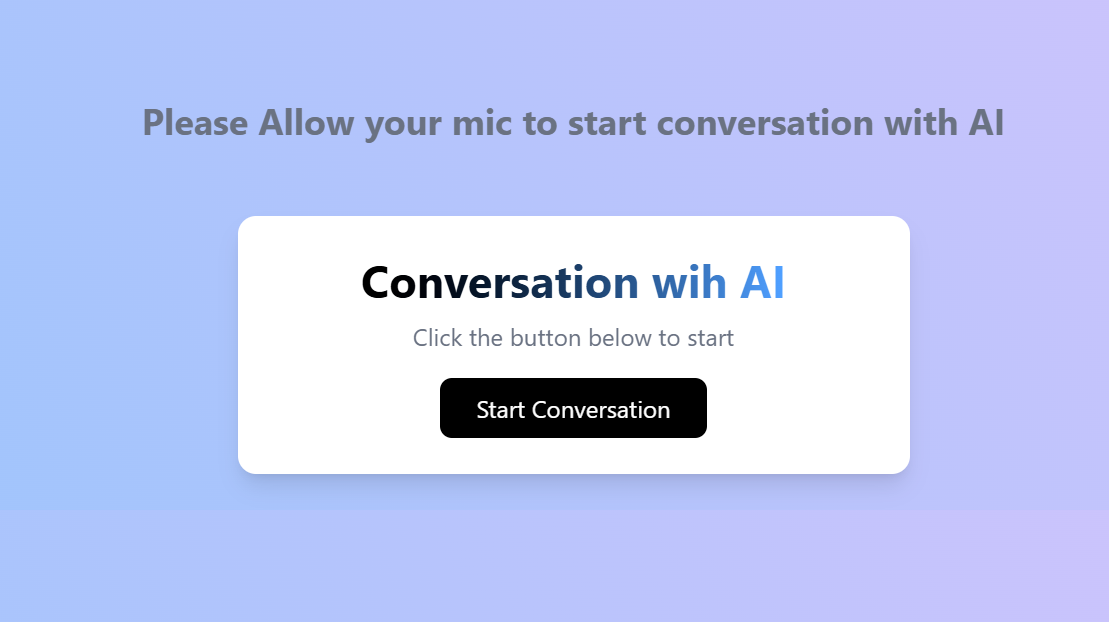 Please Allow your mic to start conversation with AI
Conversation wih AI
Click the button below to start
Start Conversation